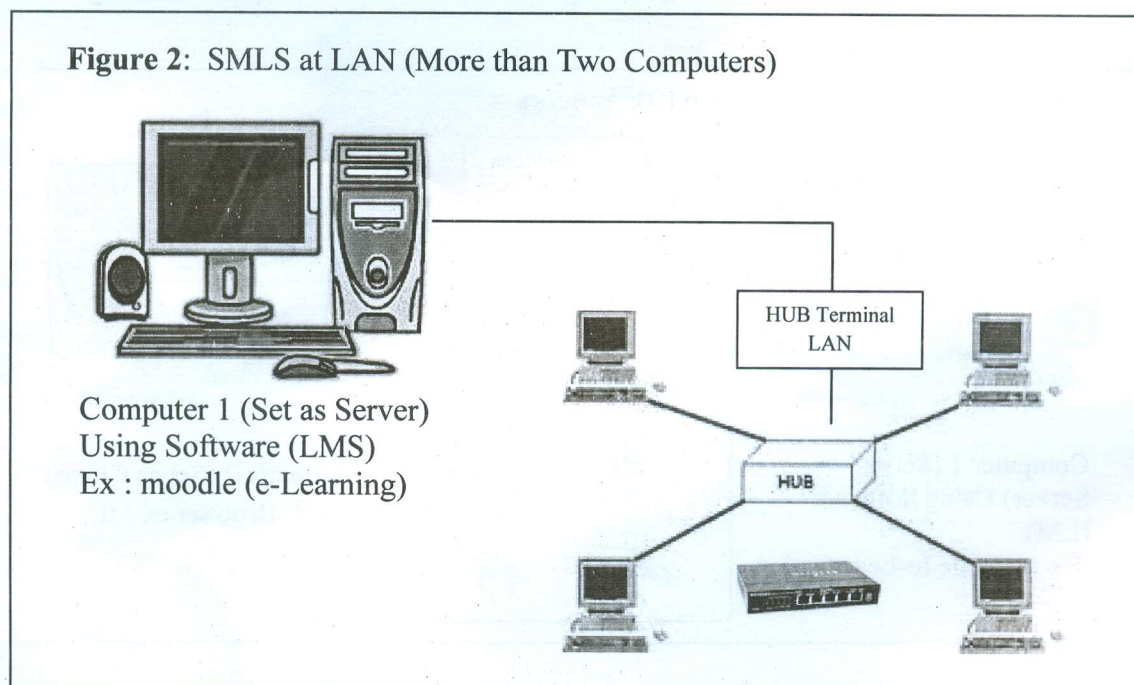 Figure 2: SMLS at LAN (More than Two Computers)
HUB Terminal
LAN
Computer 1 (Set as Server)
Using Software (LMS)
Ex : moodle (e-Learning)
HUB